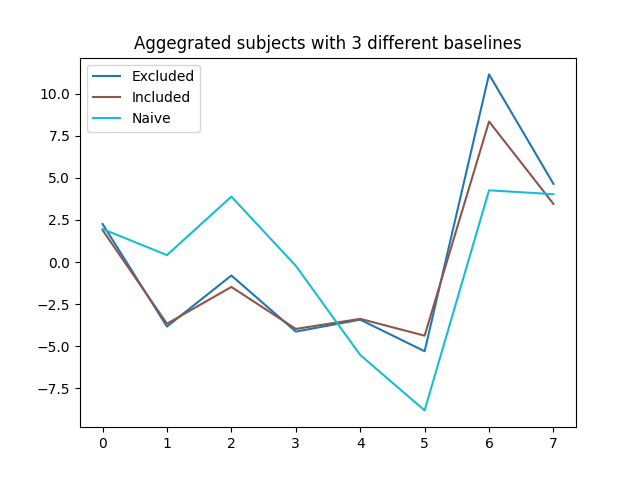 Aggegrated subjects with 3 different baselines
Excluded
Included
Naive
10.0
7.5
5.0
2.5
0.0
−2.5
−5.0
−7.5
0 1 2 3 4 5 6 7